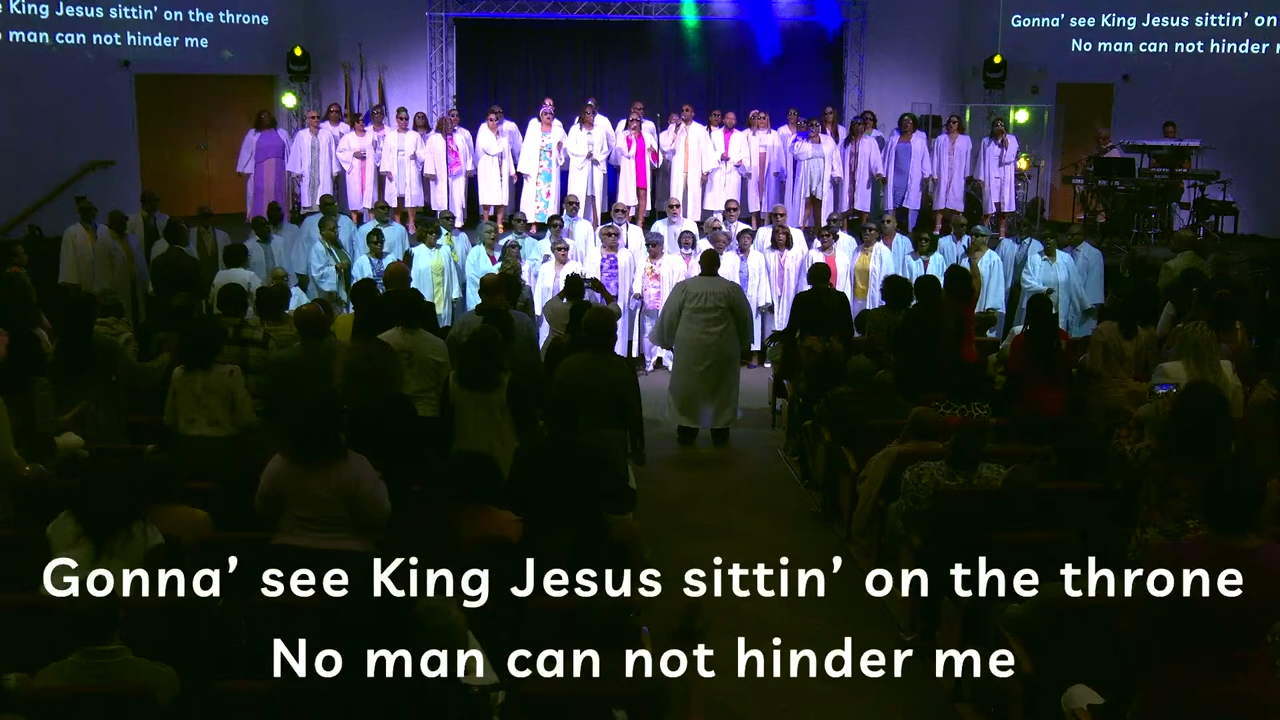 King Jesus sittin' on the throne
man can not hinder me
Gonna' see King Jesus sittin' on
No man can not hinder
Gonna' see King Jesus sittin' on the throne
No man can not hinder me